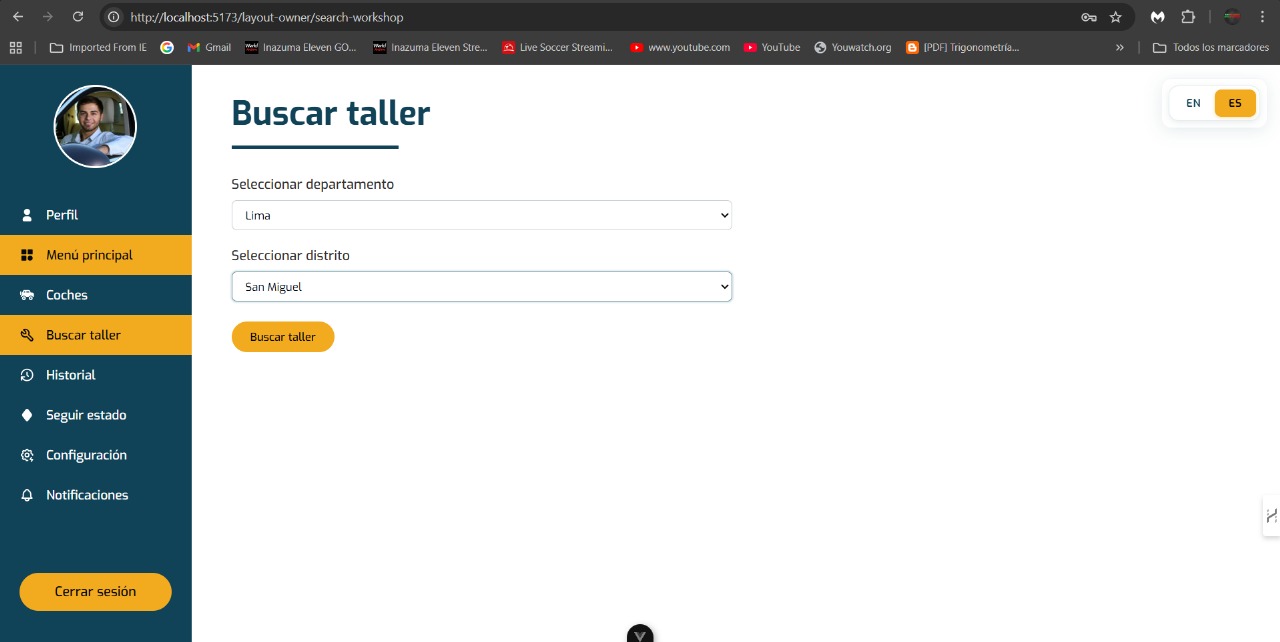 http://localhost:5173/layout-owner/search-workshop
Imported From IE
Gmail
Inazuma Eleven GO...
Inazuma Eleven Stre...
Live Soccer Streami...
www.youtube.com
YouTube
Youwatch.org
[PDF] Trigonometría...
»
Todos los marcadores
Buscar taller
EN
ES
Seleccionar departamento
Lima
Seleccionar distrito
San Miguel
Buscar taller
Perfil
Menú principal
Coches
Buscar taller
Historial
Seguir estado
Configuración
Notificaciones
Cerrar sesión